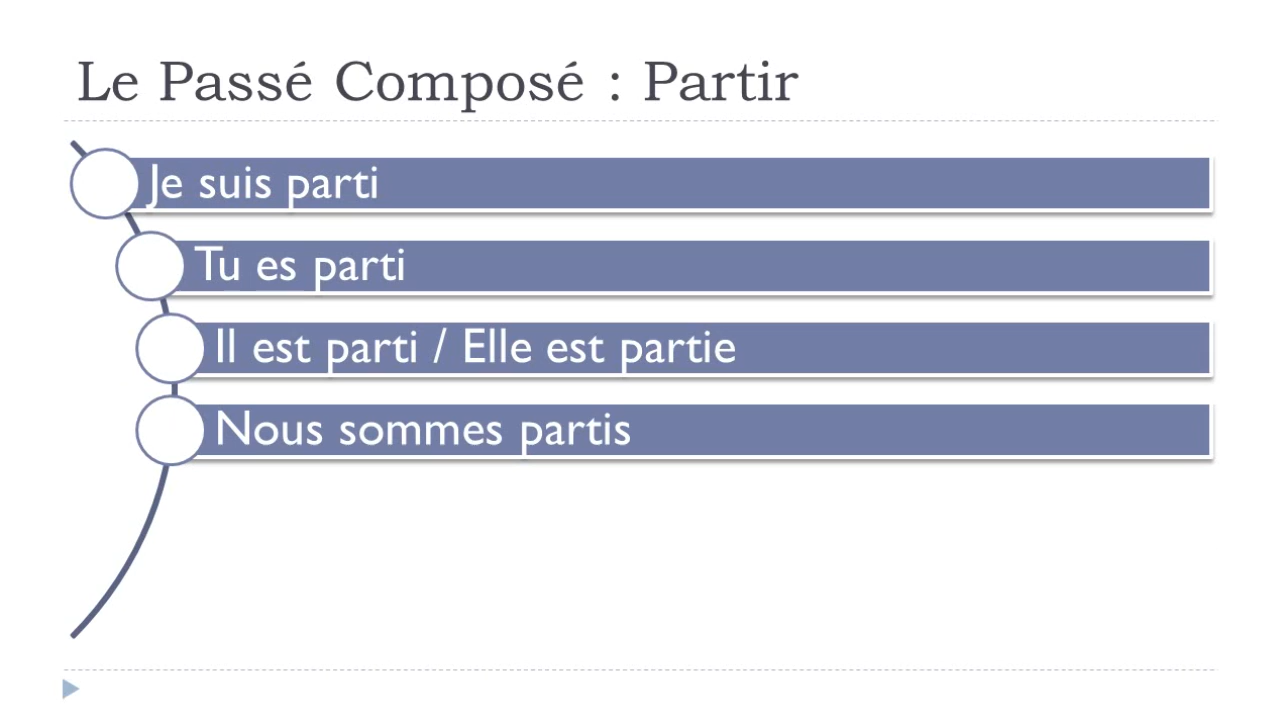 Le Passé Composé : Partir
Je suis parti
Tu es parti
Il est parti / Elle est partie
Nous sommes partis